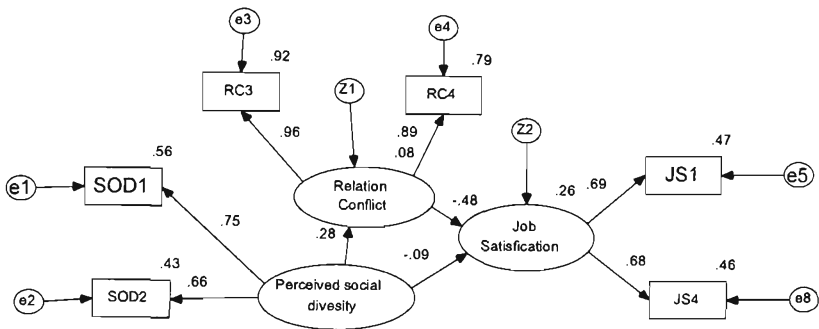 e3
e4
.92
.79
RC3
Z1
RC4
Z2
.96
.89
.08
.56
.47
e1
SOD1
Relation
Conflict
.26
.69
JS1
e5
-.48
Job
Satisfication
.75
.28
-.09
.43
.68
.46
e2
SOD2
.66
Perceived social
divesity
JS4
e8